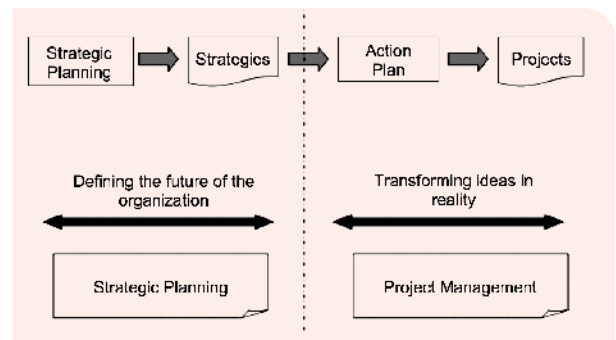 Strategic
Planning
Strategies
Action
Plan
Projects
Defining the future of the
organization
Transforming ideas in
reality
Strategic Planning
Project Management